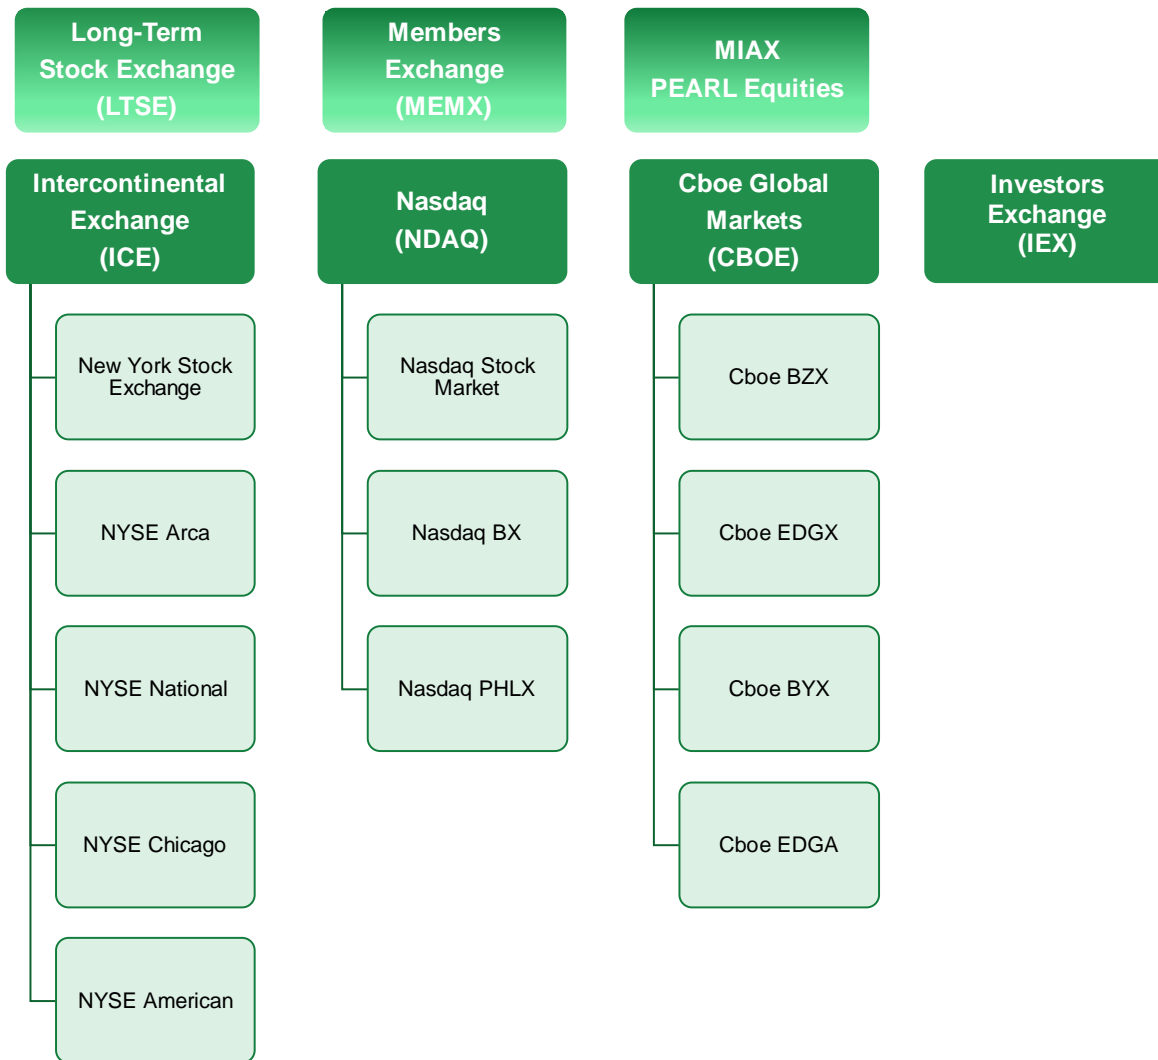 Long-Term
Stock Exchange
(LTSE)
Members
Exchange
(MEMX)
MIAX
PEARL Equities
Intercontinental
Exchange
(ICE)
Nasdaq
(NDAQ)
Cboe Global
Markets
(CBOE)
Investors
Exchange
(IEX)
New York Stock
Exchange
NYSE Arca
NYSE National
NYSE Chicago
NYSE American
Nasdaq Stock
Market
Nasdaq BX
Nasdaq PHLX
Cboe BZX
Cboe EDGX
Cboe BYX
Cboe EDGA